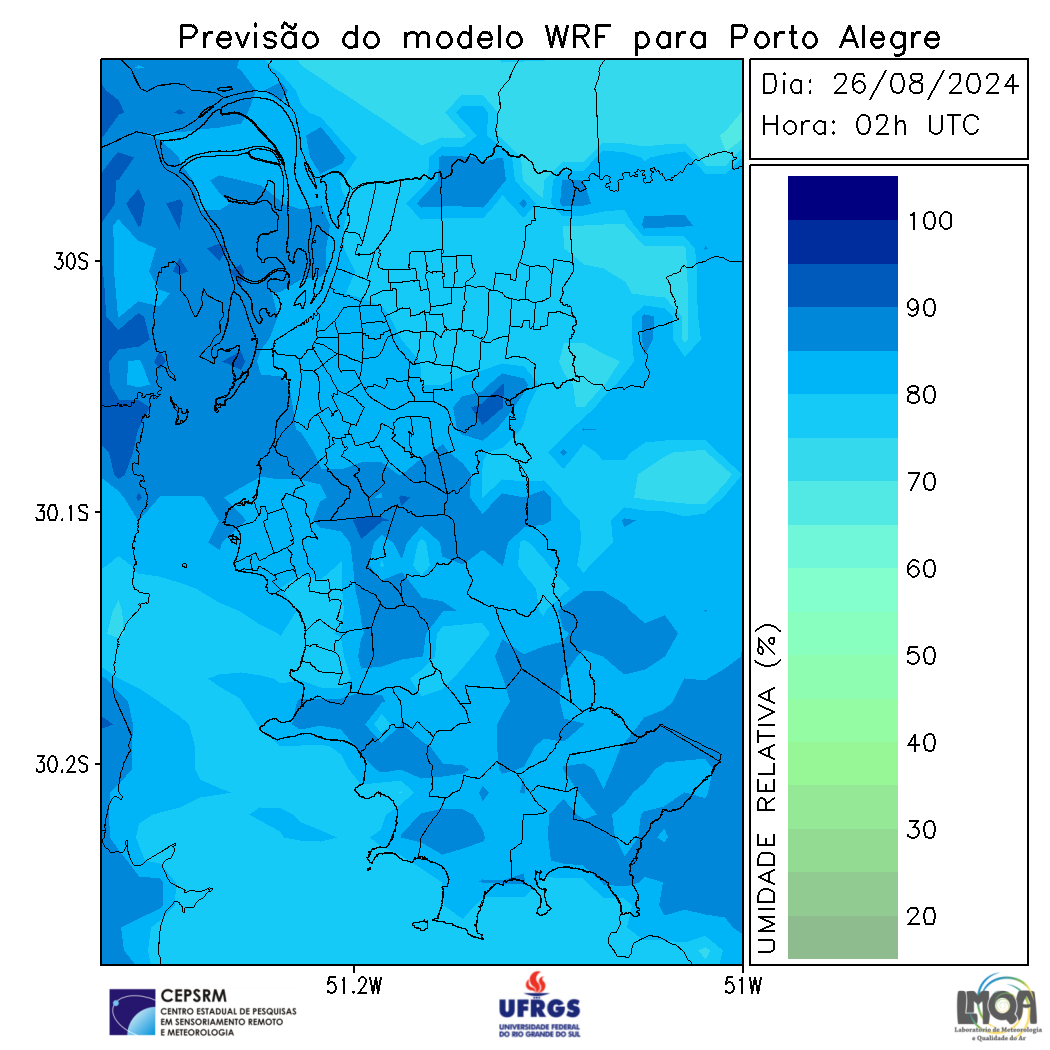 Previsão do modelo WRF para Porto Alegre
Dia: 26/08/2024
Hora: 02h UTC
30S
30.1S
30.2S
51.2W
51W
100
90
80
70
60
50
40
30
20
UMIDADE RELATIVA (%)
CEPSRM
CENTRO ESTADUAL DE PESQUISAS
EM SENSORIAMENTO REMOTO
E METEOROLOGIA
UFRGS
UNIVERSIDADE FEDERAL
DO RIO GRANDE DO SUL
LMQA
Laboratório de Meteorologia
e Qualidade do Ar